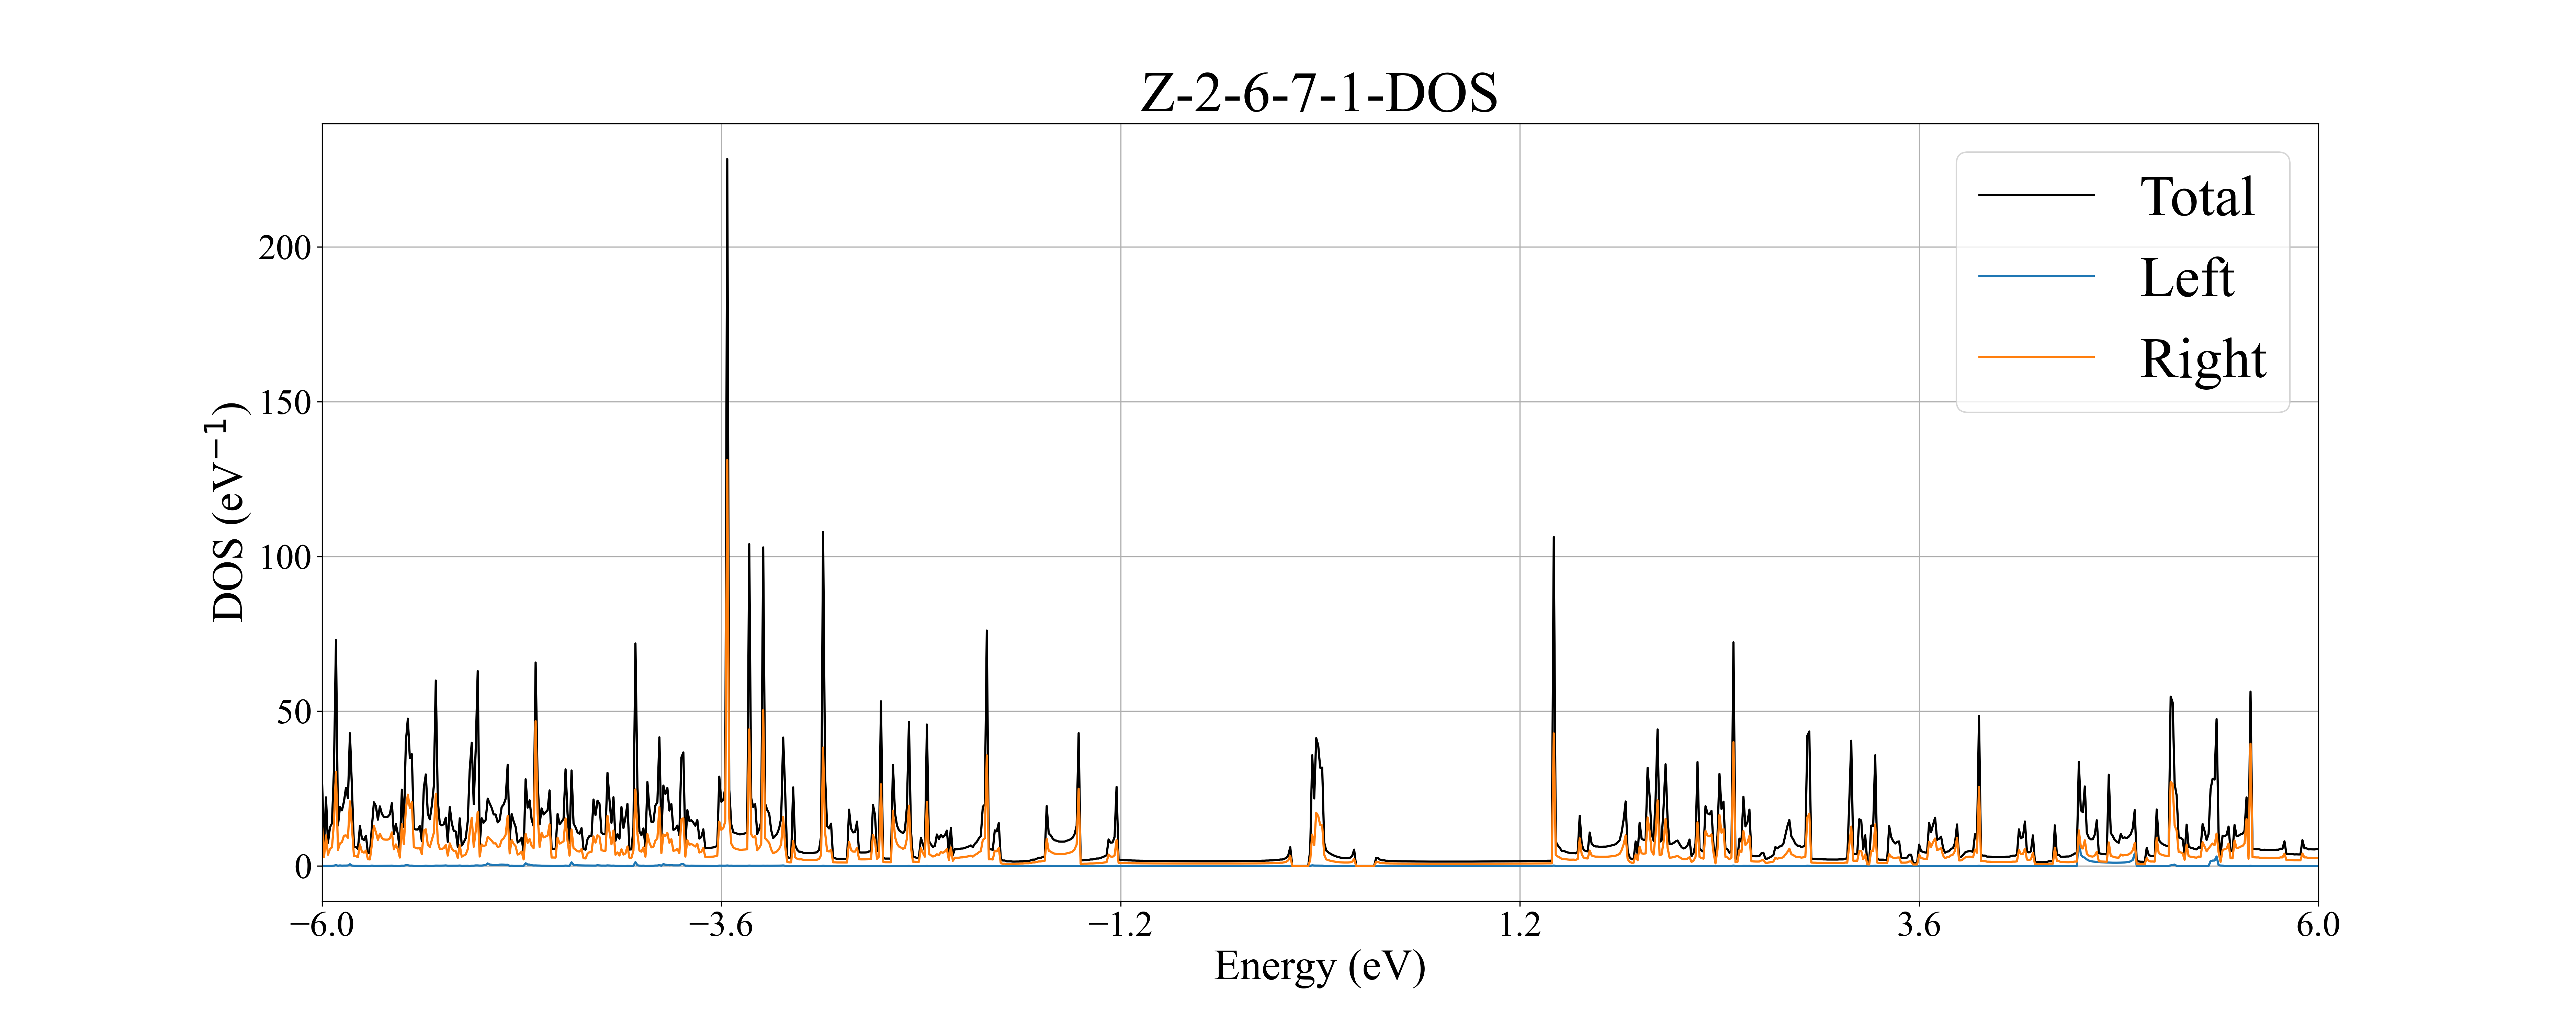 Z-2-6-7-1-DOS
Total
Left
Right
200
150
100
50
0
DOS (eV⁻¹)
−6.0 −3.6 −1.2 1.2 3.6 6.0
Energy (eV)